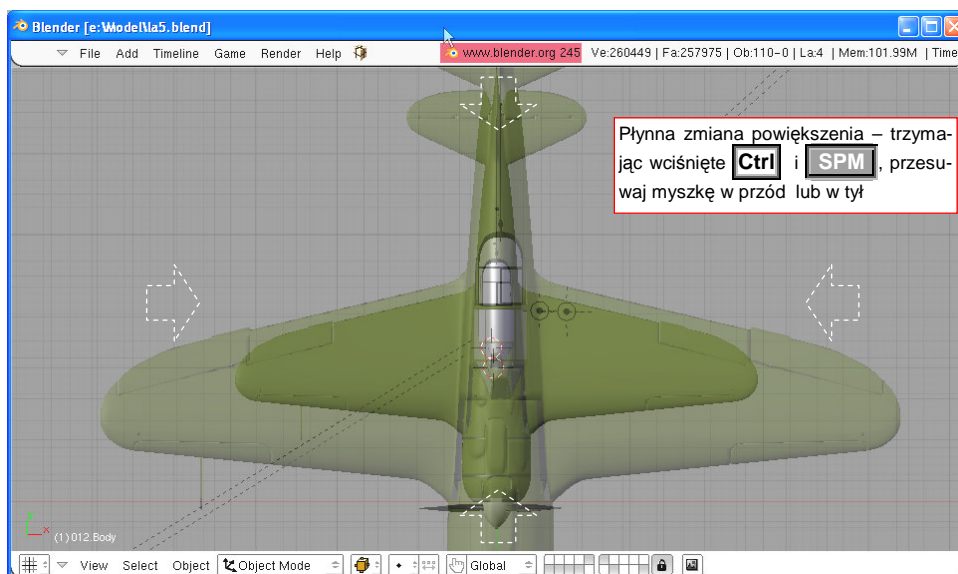 Blender [e:\Model\la5.blend]
File Add Timeline Game Render Help www.blender.org 245 Ve:260449 | Fa:257975 | Ob:110-0 | La:4 | Mem:101.99M | Time
Płynna zmiana powiększenia – trzyma-
jąc wciśnięte Ctrl i SPM , przesu-
waj myszkę w przód lub w tył
Y
X
(1) 012.Body
View Select Object Object Mode Global